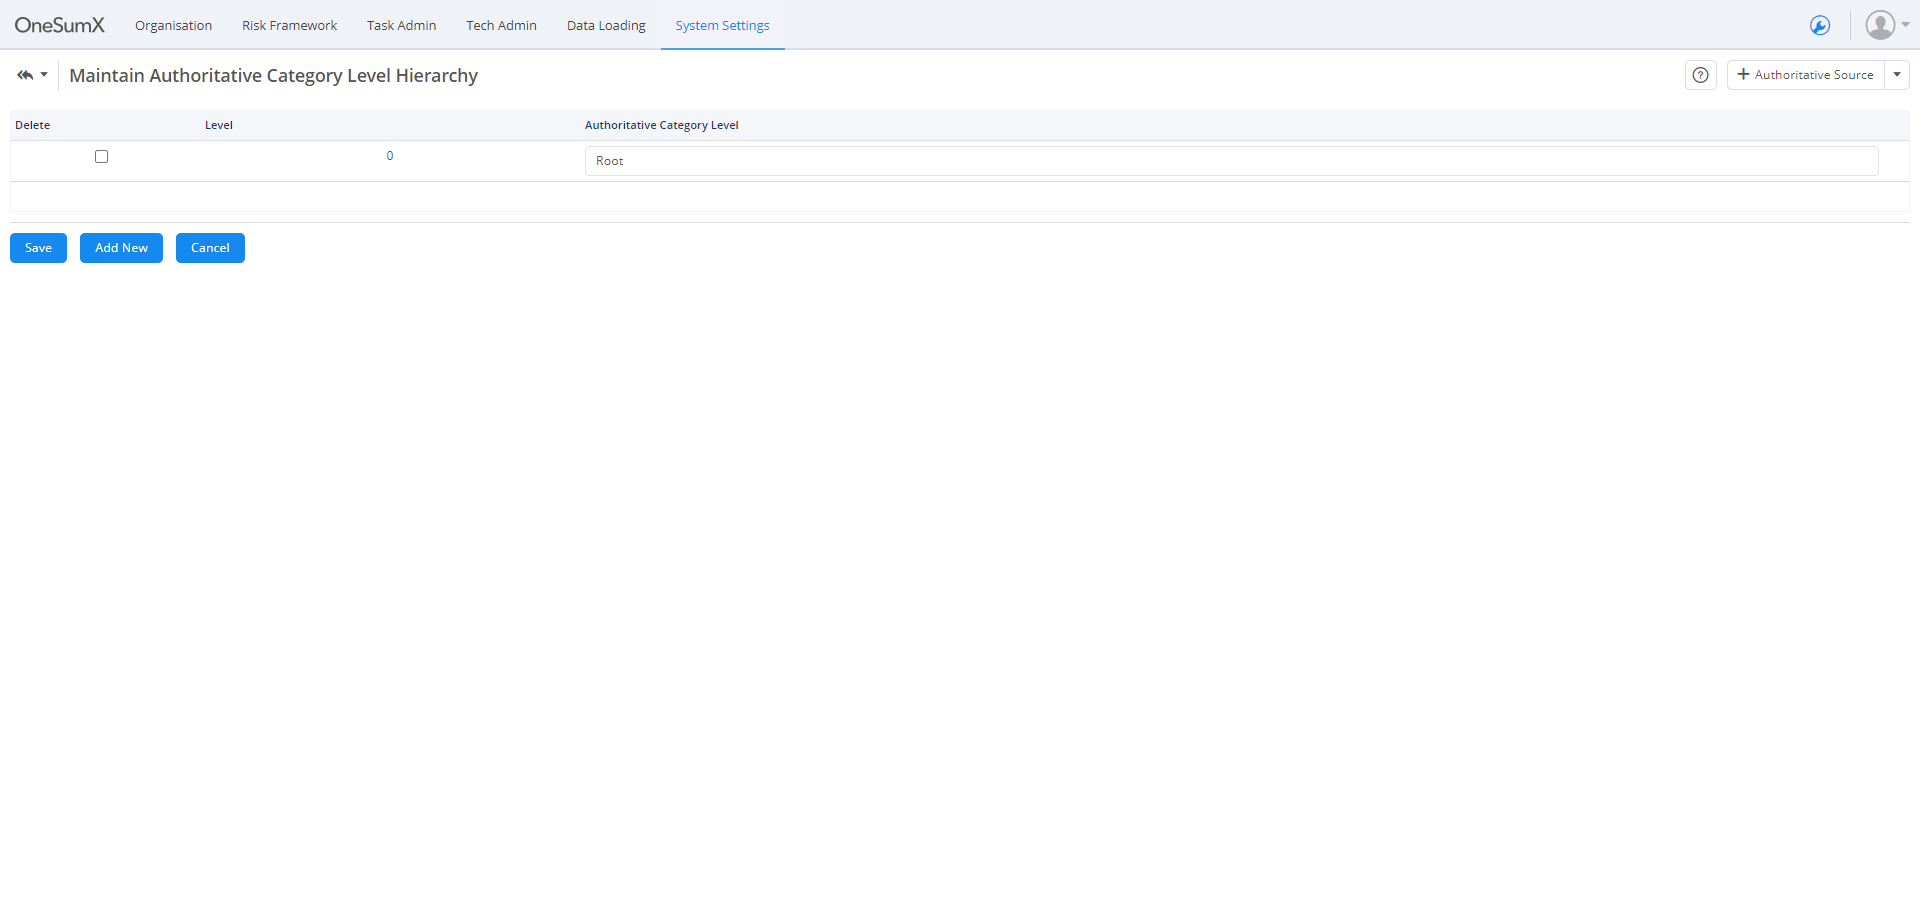 OneSumX Organisation Risk Framework Task Admin Tech Admin Data Loading System Settings
Maintain Authoritative Category Level Hierarchy
Authoritative Source
Delete Level Authoritative Category Level
0 Root
Save Add New Cancel